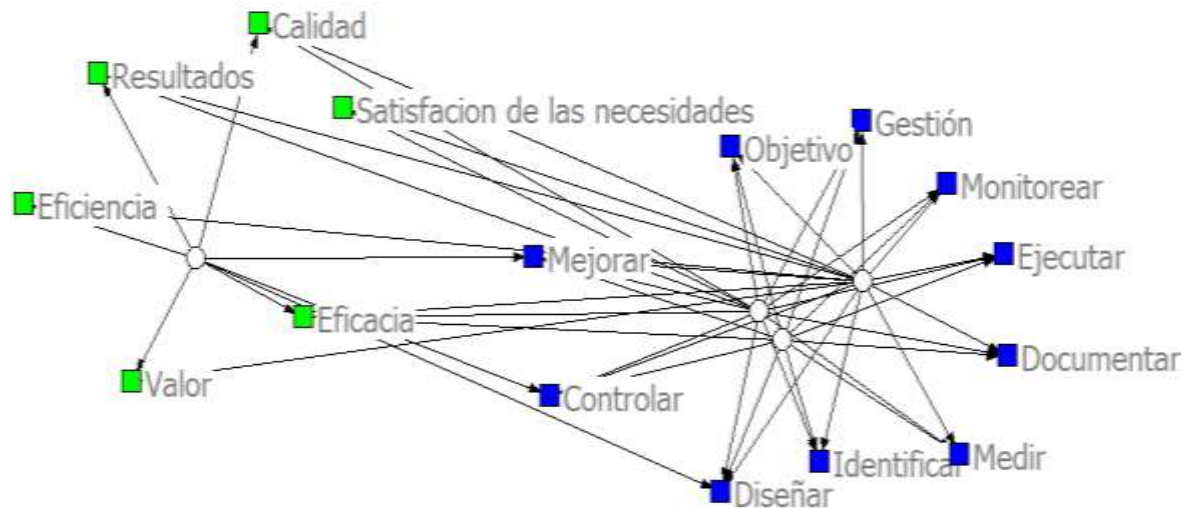 Calidad
Resultados
Satisfacion de las necesidades
Gestión
Objetivo
Monitorear
Eficiencia
Mejorar
Ejecutar
Eficacia
Documentar
Valor
Controlar
Identificar
Medir
Diseñar